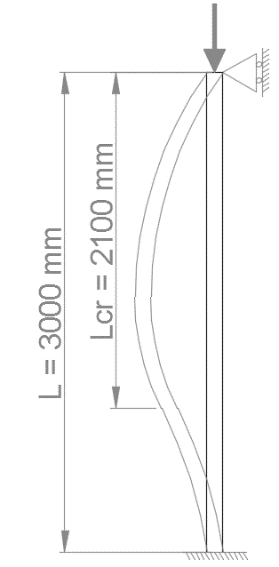 L = 3000 mm
Lcr = 2100 mm